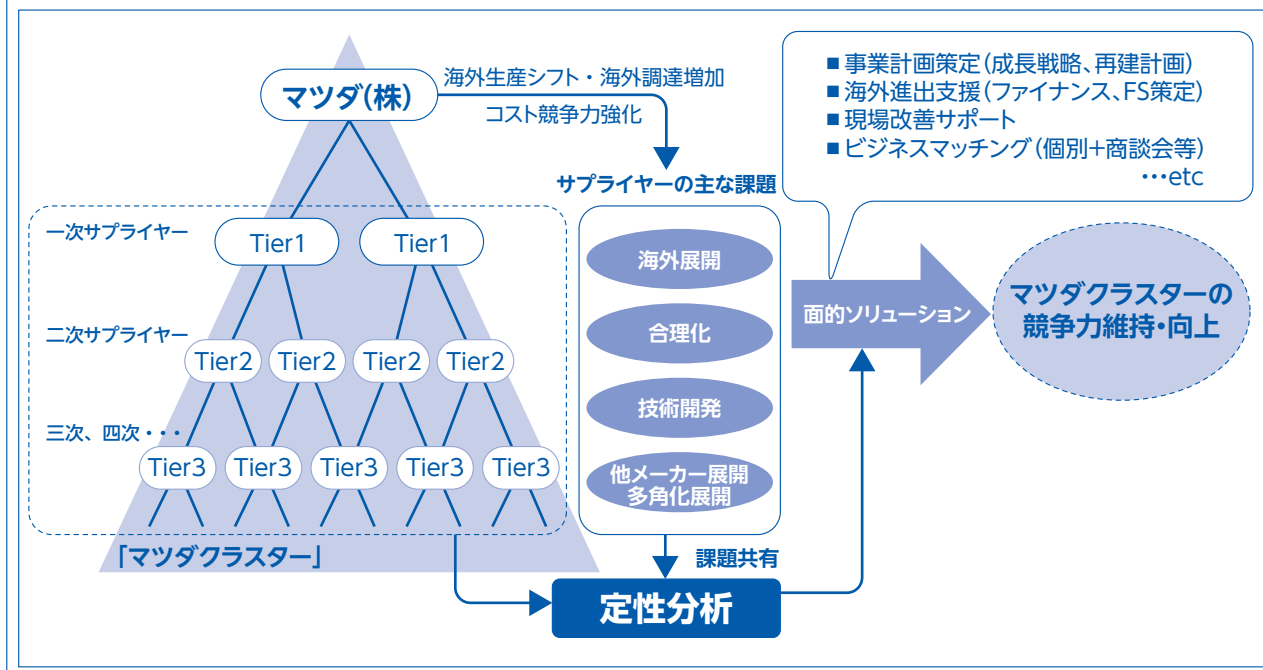 マツダ(株)
海外生産シフト・海外調達増加
コスト競争力強化
サプライヤーの主な課題
■ 事業計画策定(成長戦略、再建計画)
■ 海外進出支援(ファイナンス、FS策定)
■ 現場改善サポート
■ ビジネスマッチング(個別+商談会等)
・・・etc
一次サプライヤー
Tier1
Tier1
二次サプライヤー
Tier2
Tier2
Tier2
Tier2
三次、四次・・・
Tier3
Tier3
Tier3
Tier3
Tier3
「マツダクラスター」
海外展開
合理化
技術開発
他メーカー展開
多角化展開
課題共有
定性分析
面的ソリューション
マツダクラスターの
競争力維持・向上